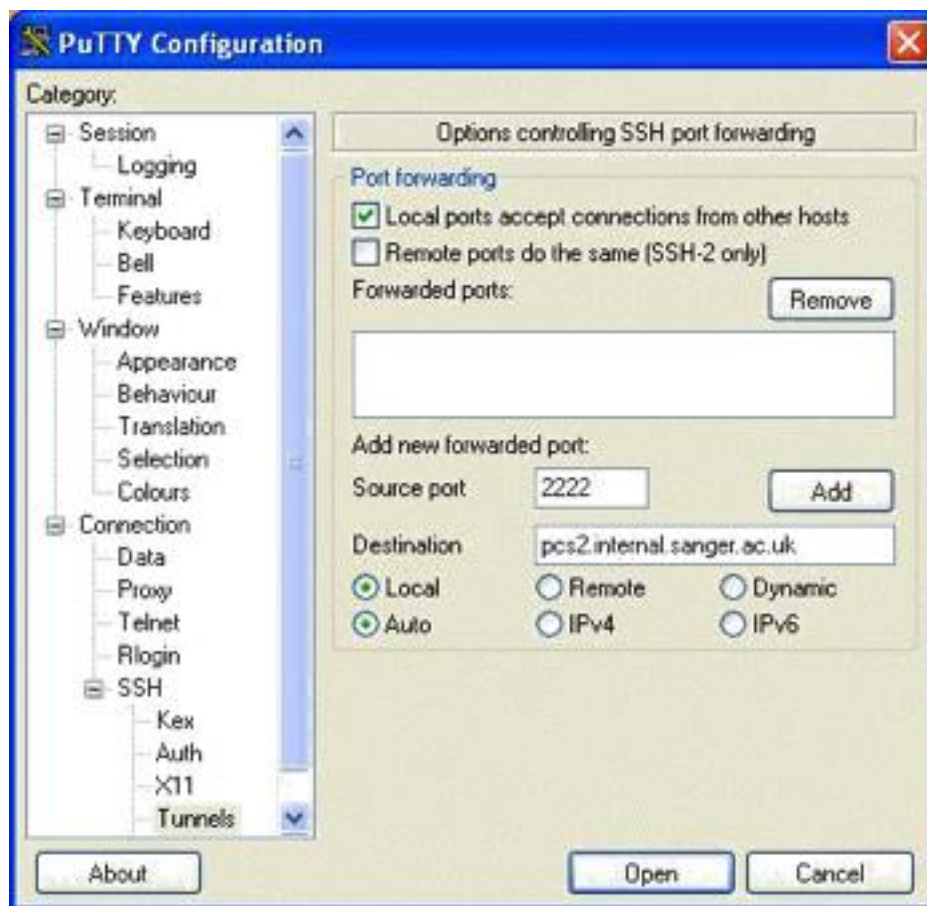 PuTTY Configuration
Category:
Session
Logging
Terminal
Keyboard
Bell
Features
Window
Appearance
Behaviour
Translation
Selection
Colours
Connection
Data
Proxy
Telnet
Rlogin
SSH
Kex
Auth
X11
Tunnels
Options controlling SSH port forwarding
Port forwarding
Local ports accept connections from other hosts
Remote ports do the same (SSH-2 only)
Forwarded ports:
Remove
Add new forwarded port:
Source port 2222 Add
Destination pcs2.internal.sanger.ac.uk
Local Remote Dynamic
Auto IPv4 IPv6
About Open Cancel